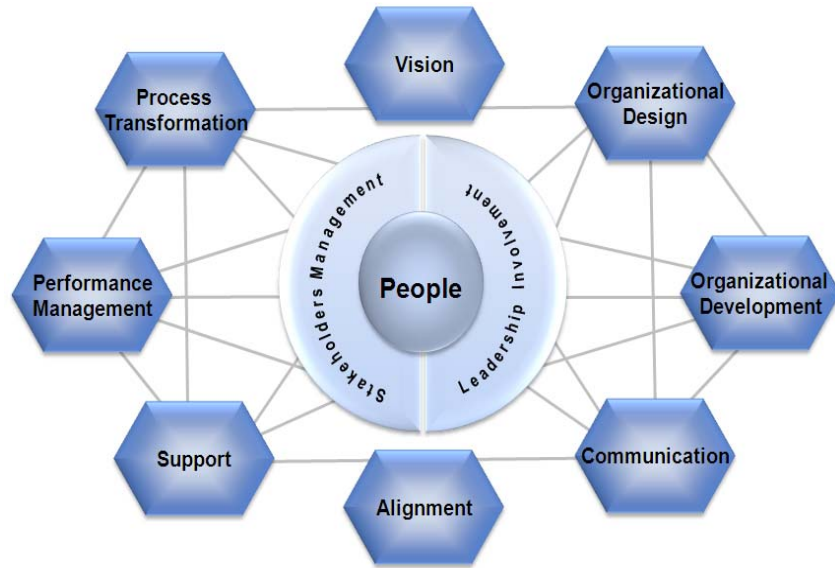 Vision
Process
Transformation
Organizational
Design
Stakeholders Management
Leadership Involvement
People
Performance
Management
Organizational
Development
Support
Communication
Alignment